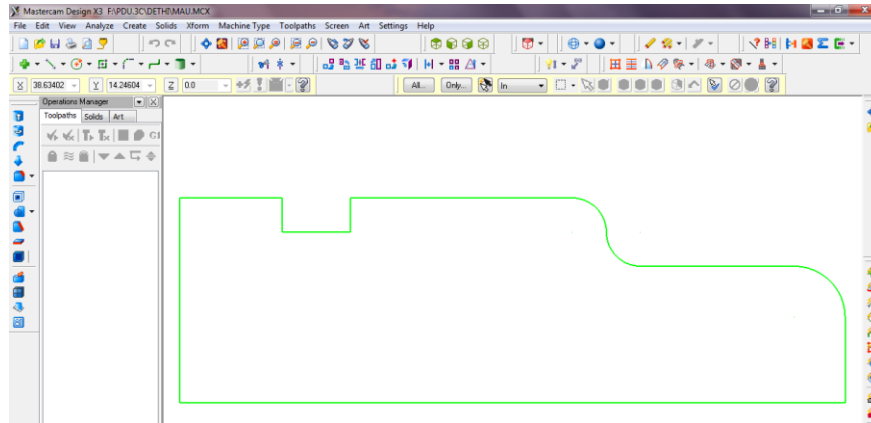 Mastercam Design X3 F:\PDU.3C\DETHI\MAU.MCX
File Edit View Analyze Create Solids Xform Machine Type Toolpaths Screen Art Settings Help
X 38.63402 Y 14.24604 Z 0.0 All... Only... In
Operations Manager
Toolpaths Solids Art
G1